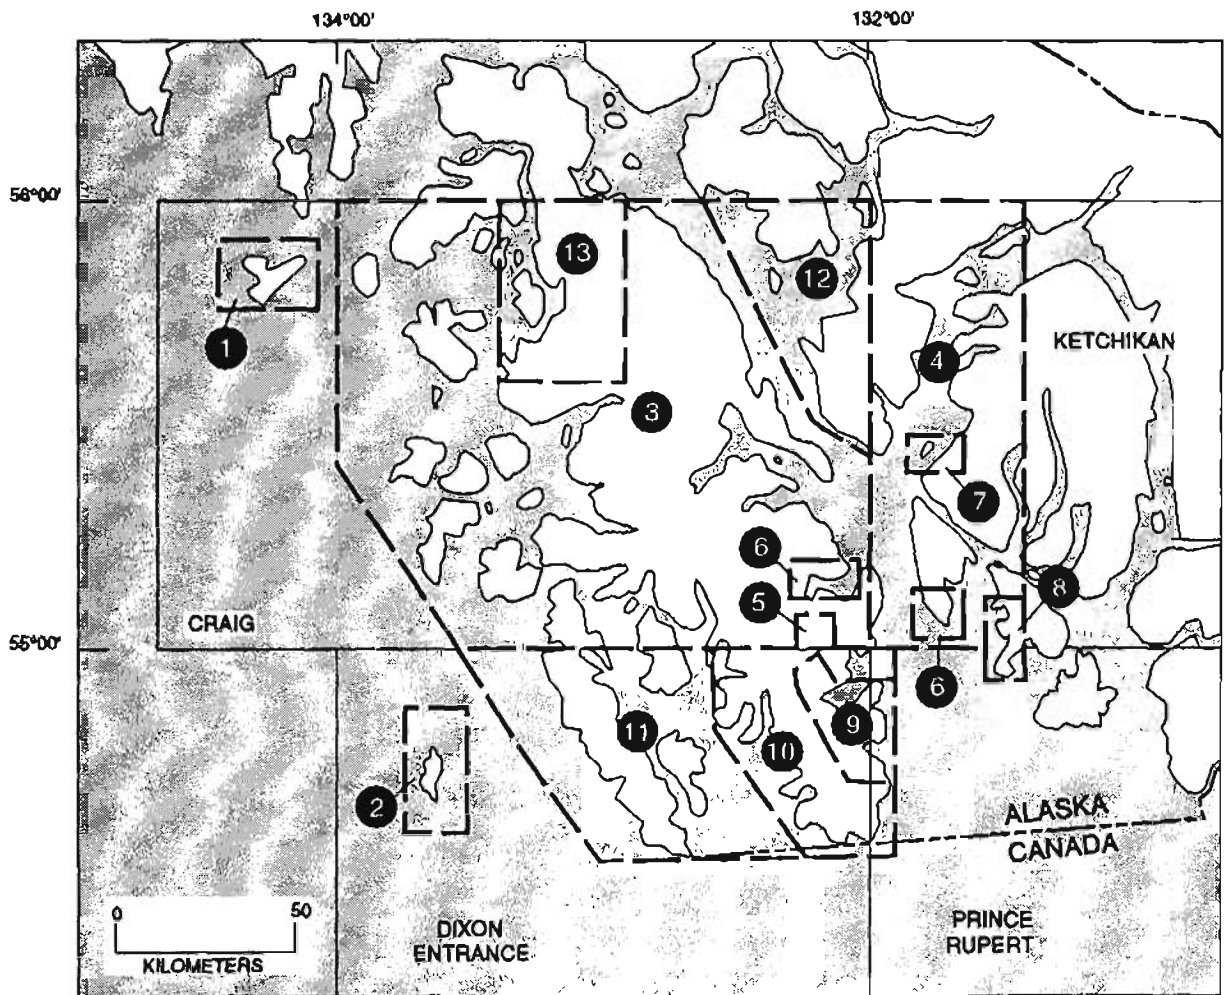 134°00'
132°00'
56°00'
13
12
1
4
KETCHIKAN
3
7
6
5
8
CRAIG
55°00'
6
11
9
10
2
ALASKA
CANADA
0
50
KILOMETERS
DIXON
ENTRANCE
PRINCE
RUPERT